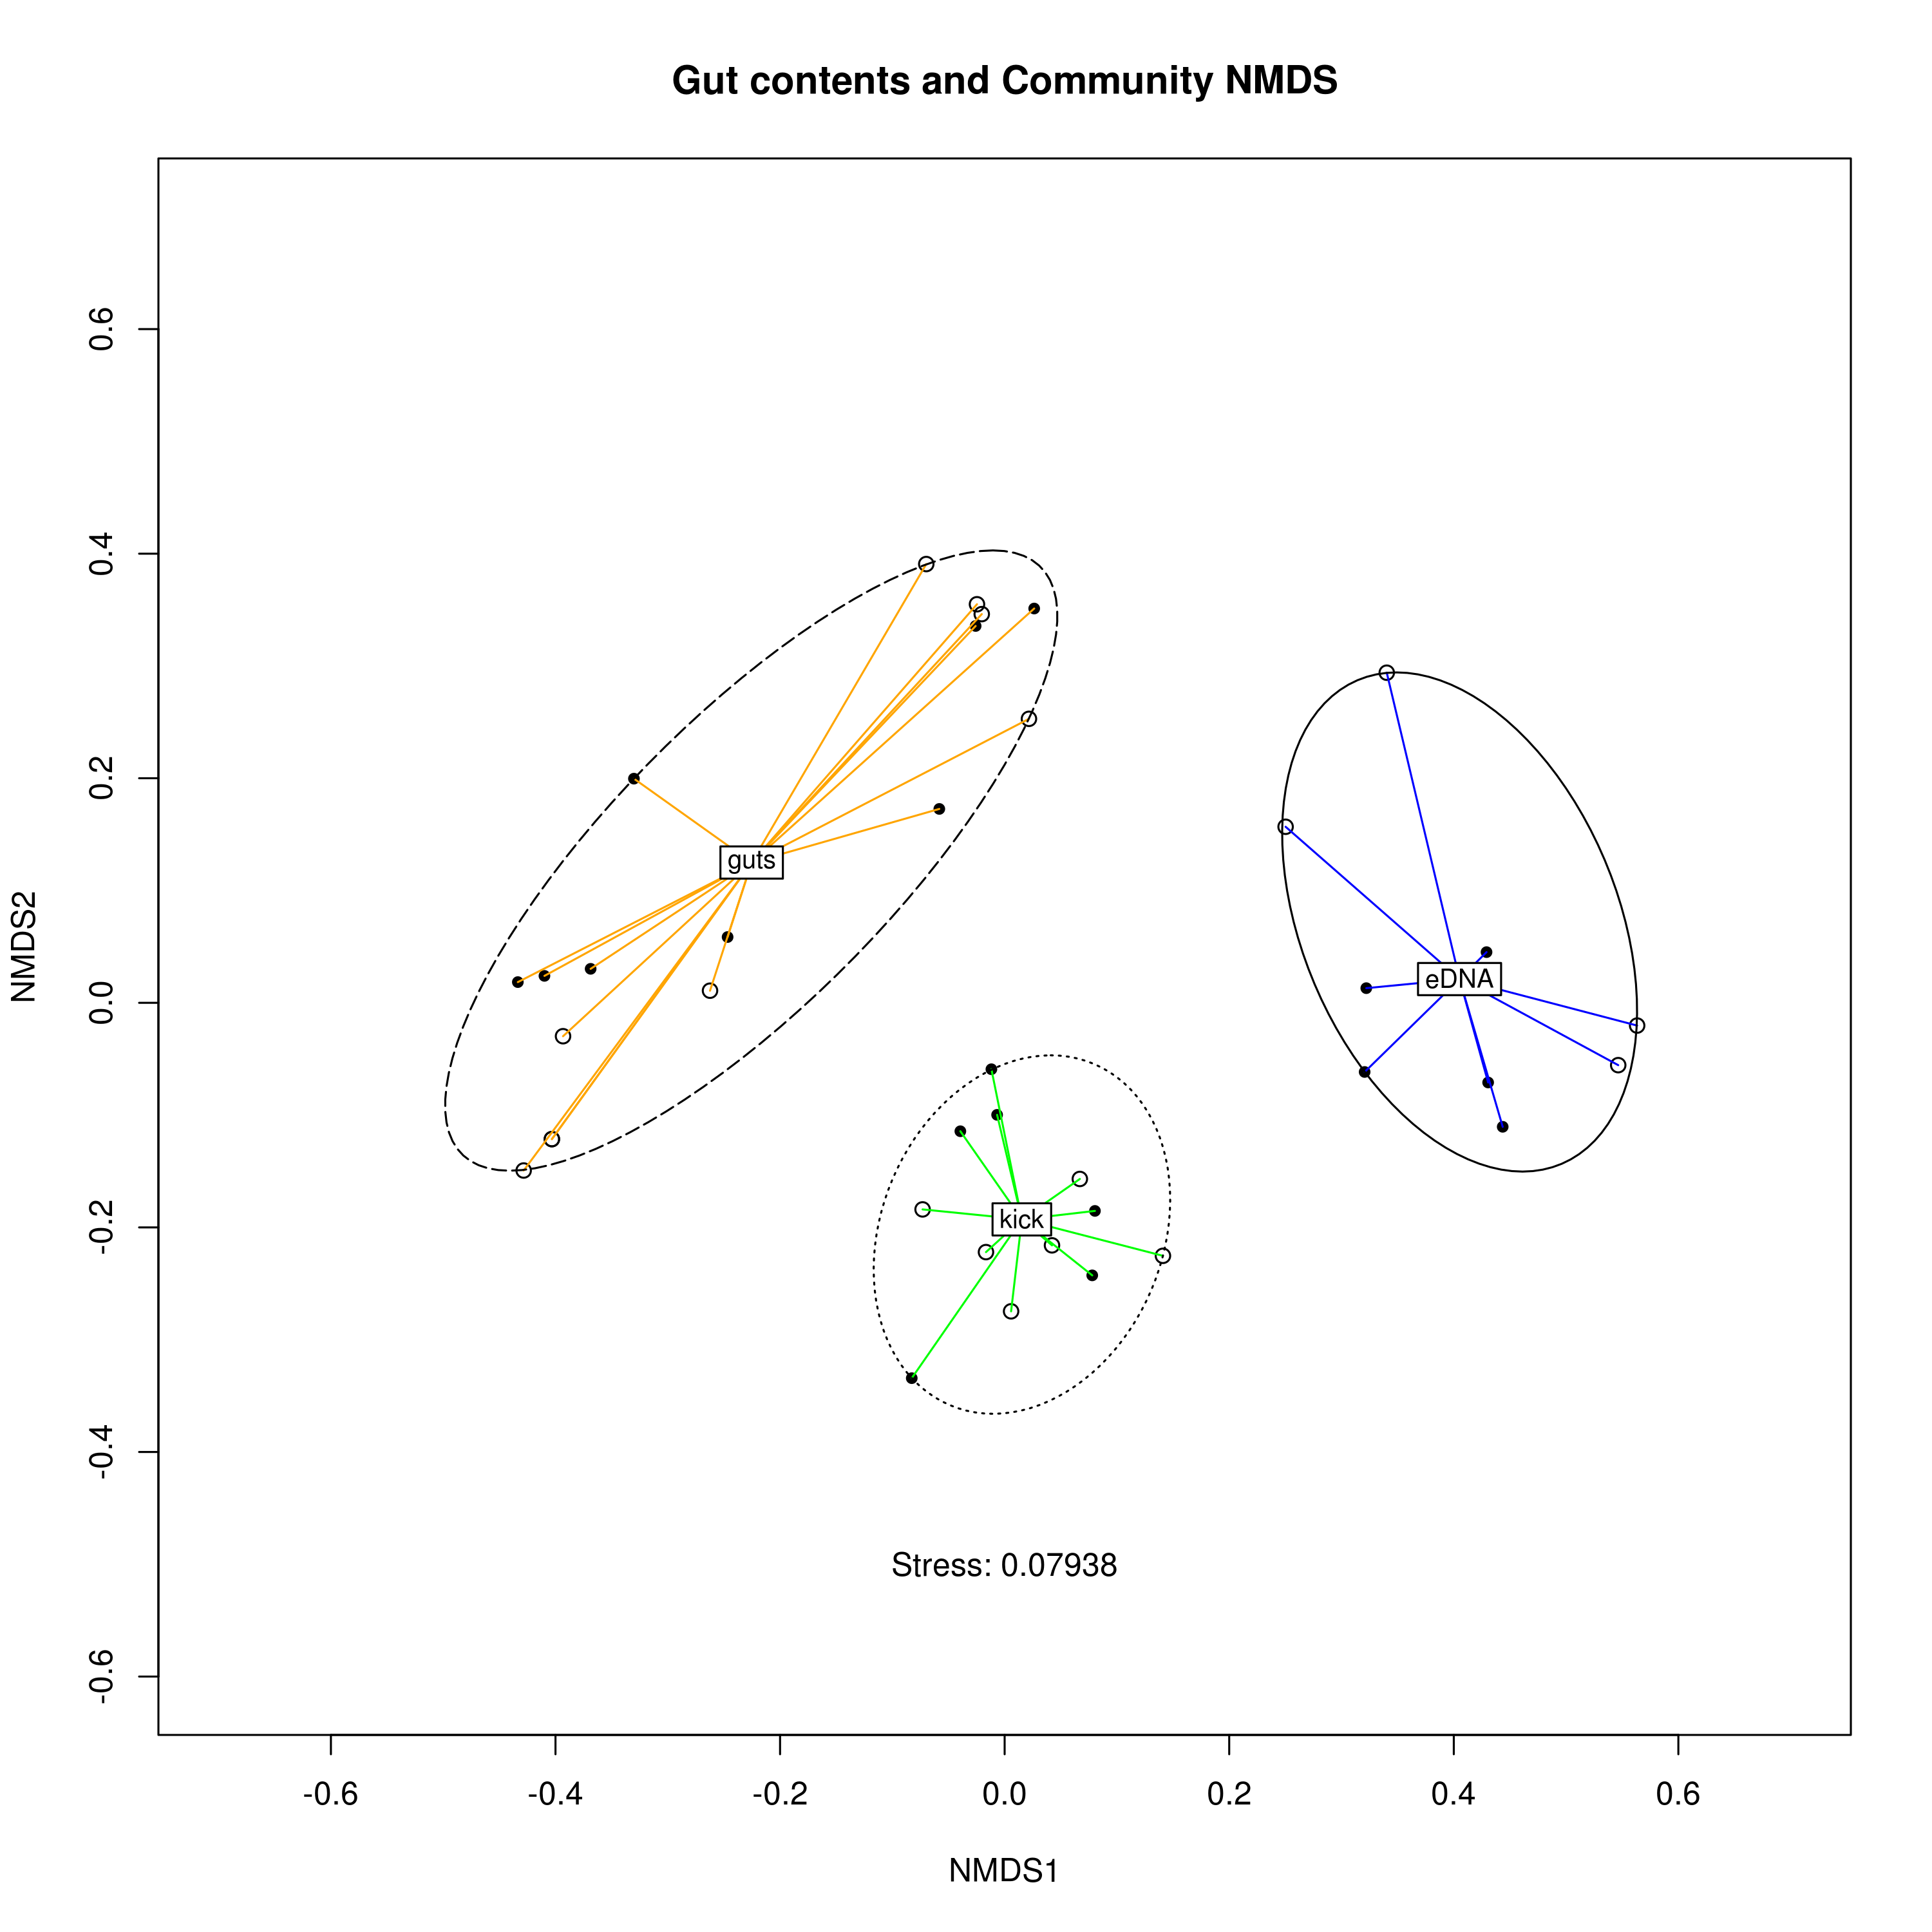 Gut contents and Community NMDS
NMDS2
0.6
0.4
0.2
0.0
-0.2
-0.4
-0.6
guts
eDNA
kick
Stress: 0.07938
-0.6 -0.4 -0.2 0.0 0.2 0.4 0.6
NMDS1